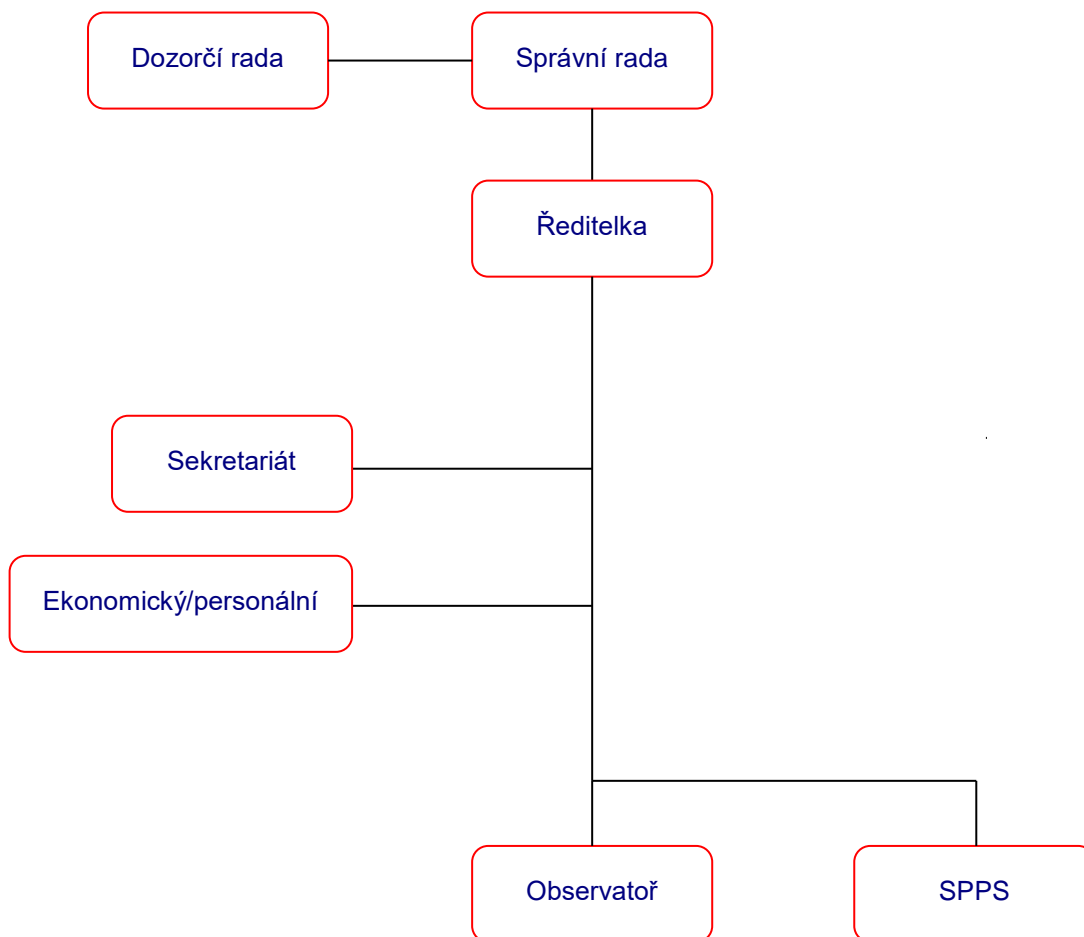 Dozorčí rada
Správní rada
Ředitelka
Sekretariát
Ekonomický/personální
Observatoř
SPPS